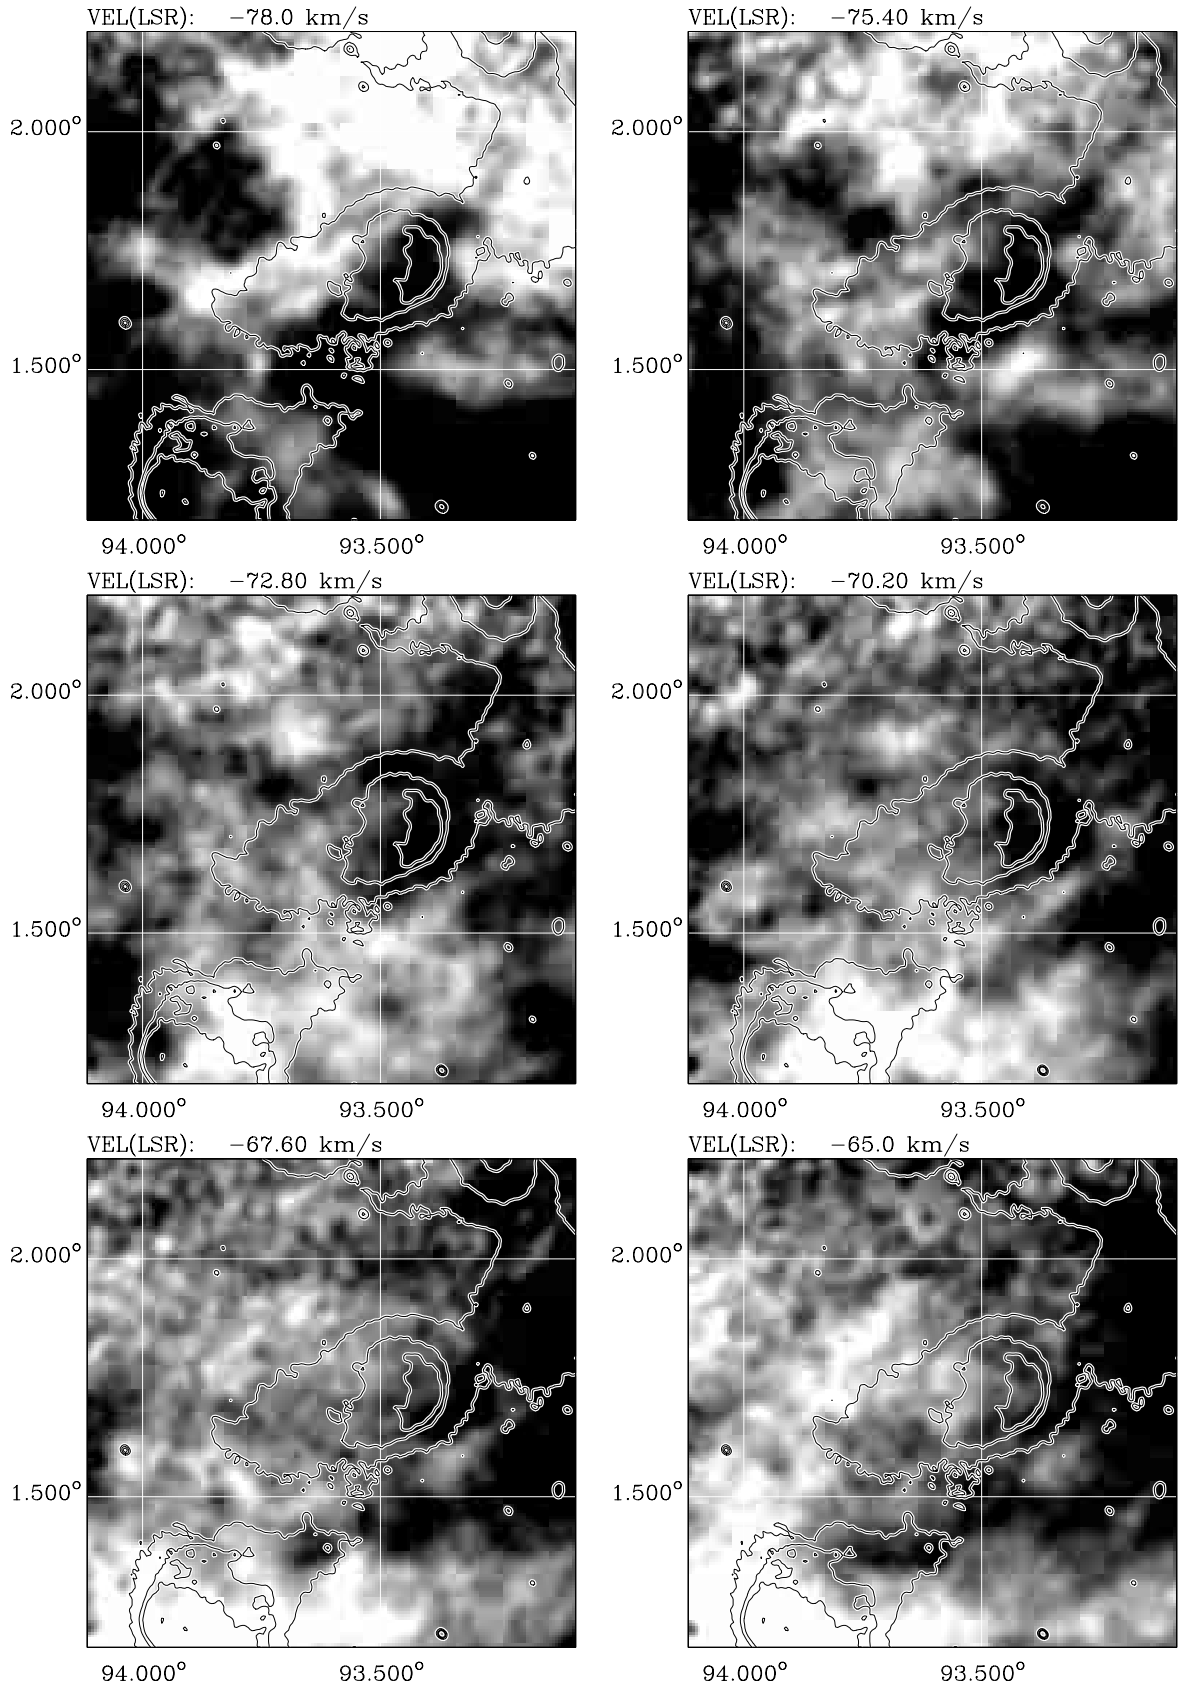 VEL(LSR): −78.0 km/s
VEL(LSR): −75.40 km/s
2.000° 2.000°
1.500° 1.500°
94.000° 93.500° 94.000° 93.500°
VEL(LSR): −72.80 km/s
VEL(LSR): −70.20 km/s
2.000° 2.000°
1.500° 1.500°
94.000° 93.500° 94.000° 93.500°
VEL(LSR): −67.60 km/s
VEL(LSR): −65.0 km/s
2.000° 2.000°
1.500° 1.500°
94.000° 93.500° 94.000° 93.500°